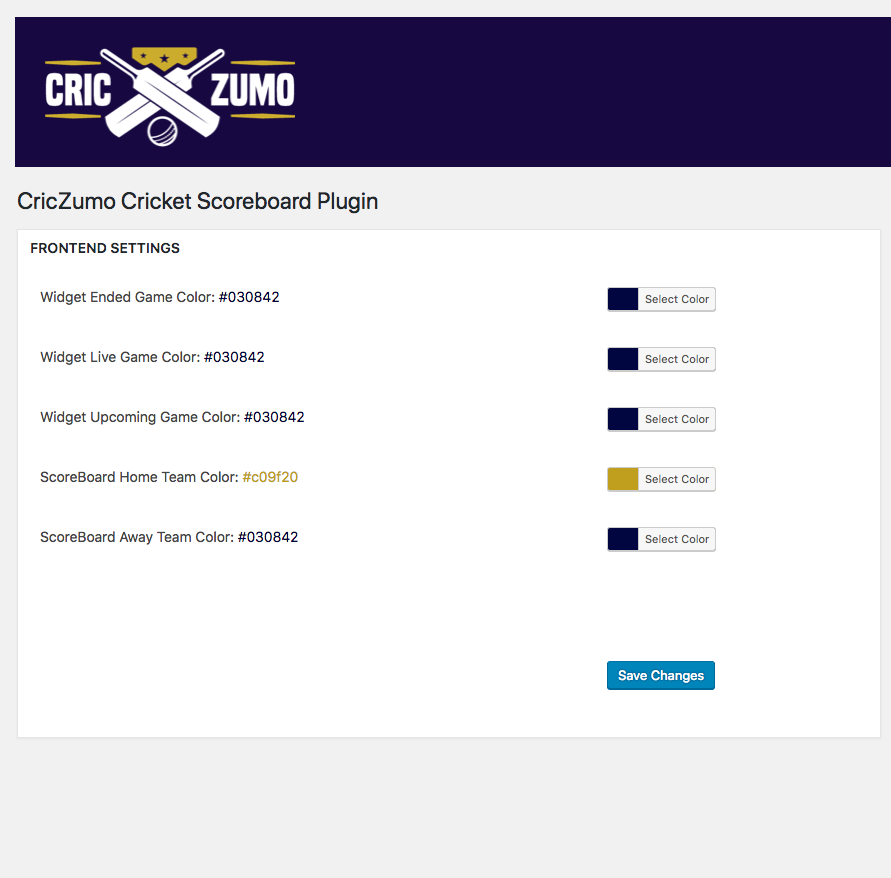 CRIC ZUMO
CricZumo Cricket Scoreboard Plugin
FRONTEND SETTINGS
Widget Ended Game Color: #030842
Select Color
Widget Live Game Color: #030842
Select Color
Widget Upcoming Game Color: #030842
Select Color
ScoreBoard Home Team Color: #c09f20
Select Color
ScoreBoard Away Team Color: #030842
Select Color
Save Changes